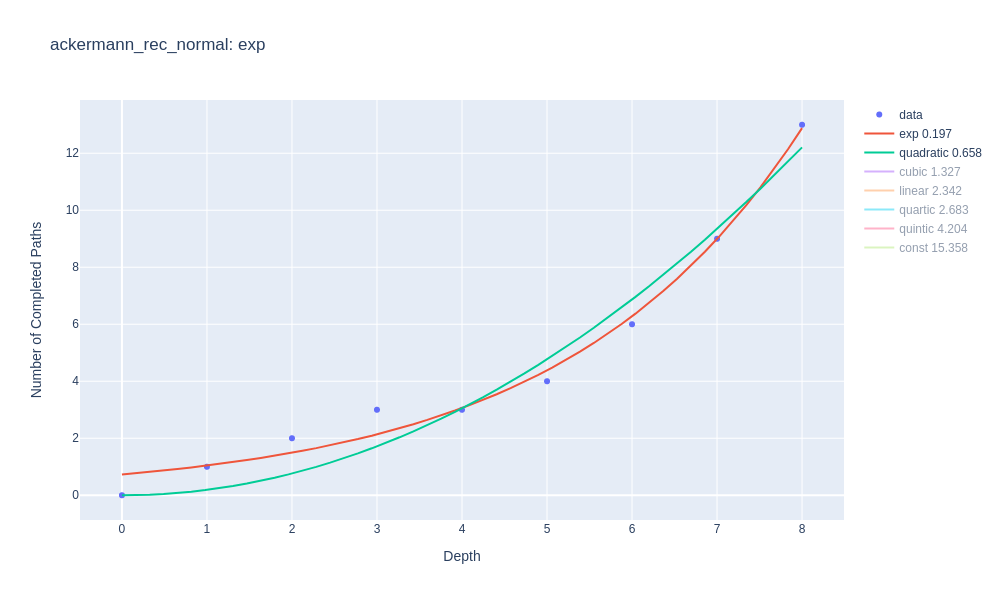 ackermann_rec_normal: exp
data
exp 0.197
quadratic 0.658
cubic 1.327
linear 2.342
quartic 2.683
quintic 4.204
const 15.358
Number of Completed Paths
12
10
8
6
4
2
0
0 1 2 3 4 5 6 7 8
Depth